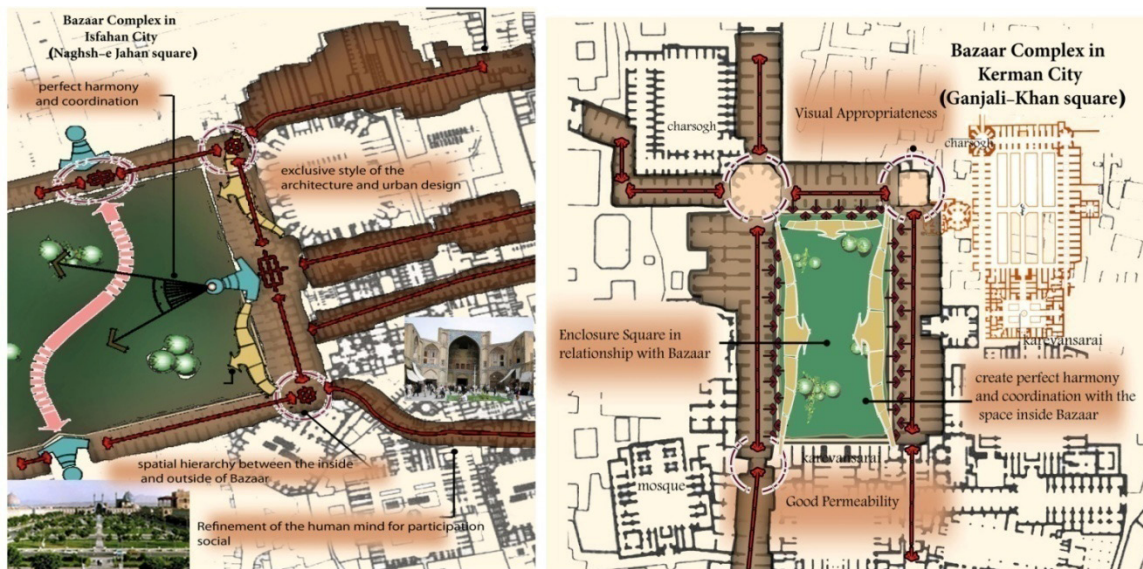 Bazaar Complex in
Isfahan City
(Naghsh-e Jahan square)
perfect harmony
and coordination
exclusive style of the
architecture and urban design
spatial hierarchy between the inside
and outside of Bazaar
Refinement of the human mind for participation
social
Bazaar Complex in
Kerman City
(Ganjali-Khan square)
Visual Appropriateness
charsogh
charsogh
Enclosure Square in
relationship with Bazaar
karevansarai
create perfect harmony
and coordination with the
space inside Bazaar
karevansarai
mosque
Good Permeability